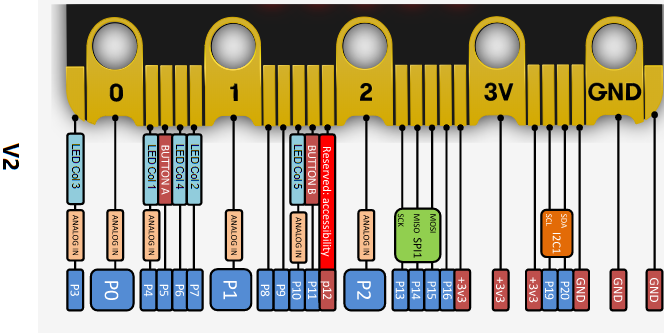 0 1 2 3V GND
V2
LED Col 3
LED Col 1
BUTTON A
LED Col 4
LED Col 2
LED Col 5
BUTTON B
Reserved: accessibility
ANALOG IN
ANALOG IN
ANALOG IN
ANALOG IN
ANALOG IN
ANALOG IN
SCK
MISO
MOSI
SPI1
SCL
SDA
I2C1
P3
P0
P4
P5
P6
P7
P1
P8
P9
P10
P11
p12
P2
P13
P14
P15
P16
+3v3
+3v3
+3v3
P19
P20
GND
GND
GND